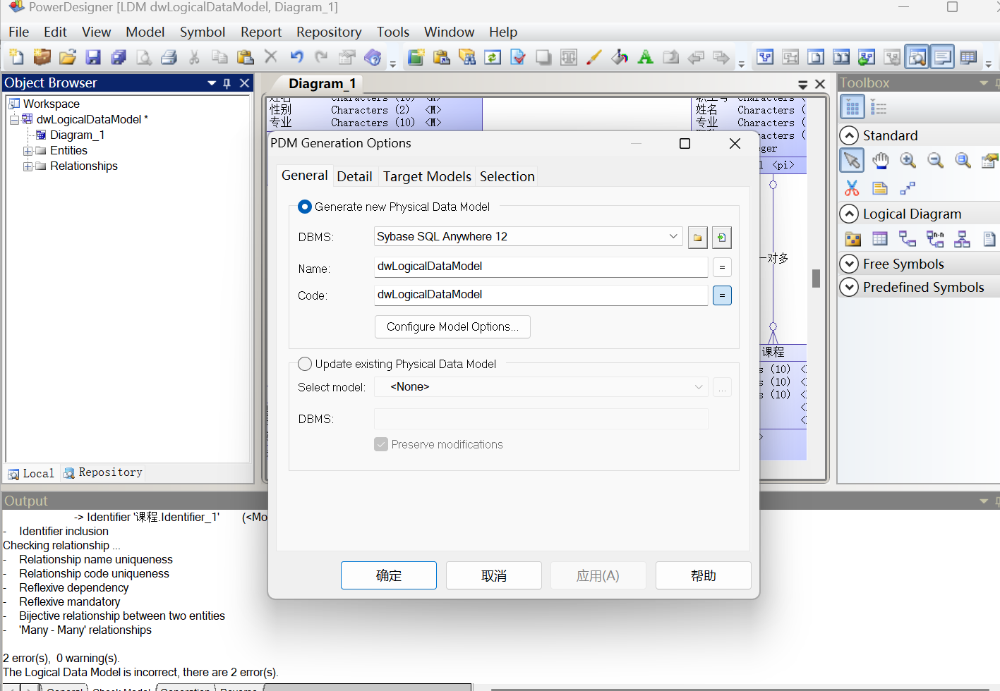 PowerDesigner [LDM dwLogicalDataModel, Diagram_1]
File Edit View Model Symbol Report Repository Tools Window Help
Object Browser
Workspace
dwLogicalDataModel *
Diagram_1
Entities
Relationships
Local Repository
Diagram_1
性别 Characters (2) <M>
专业 Characters (10) <M>
姓名 Characters (
专业 Characters (
racters (
ger
1 <pi>
一对多
课程
s (10) <
s (10) <
s (10) <
<
<
>
PDM Generation Options
General Detail Target Models Selection
Generate new Physical Data Model
DBMS: Sybase SQL Anywhere 12
Name: dwLogicalDataModel =
Code: dwLogicalDataModel =
Configure Model Options...
Update existing Physical Data Model
Select model: <None> ...
DBMS:
Preserve modifications
确定 取消 应用(A) 帮助
Toolbox
Standard
Logical Diagram
Free Symbols
Predefined Symbols
Output
-> Identifier '课程.Identifier_1' (<Mo
- Identifier inclusion
Checking relationship ...
- Relationship name uniqueness
- Relationship code uniqueness
- Reflexive dependency
- Reflexive mandatory
- Bijective relationship between two entities
- 'Many - Many' relationships
2 error(s), 0 warning(s).
The Logical Data Model is incorrect, there are 2 error(s).
General Check Model Generation Reverse